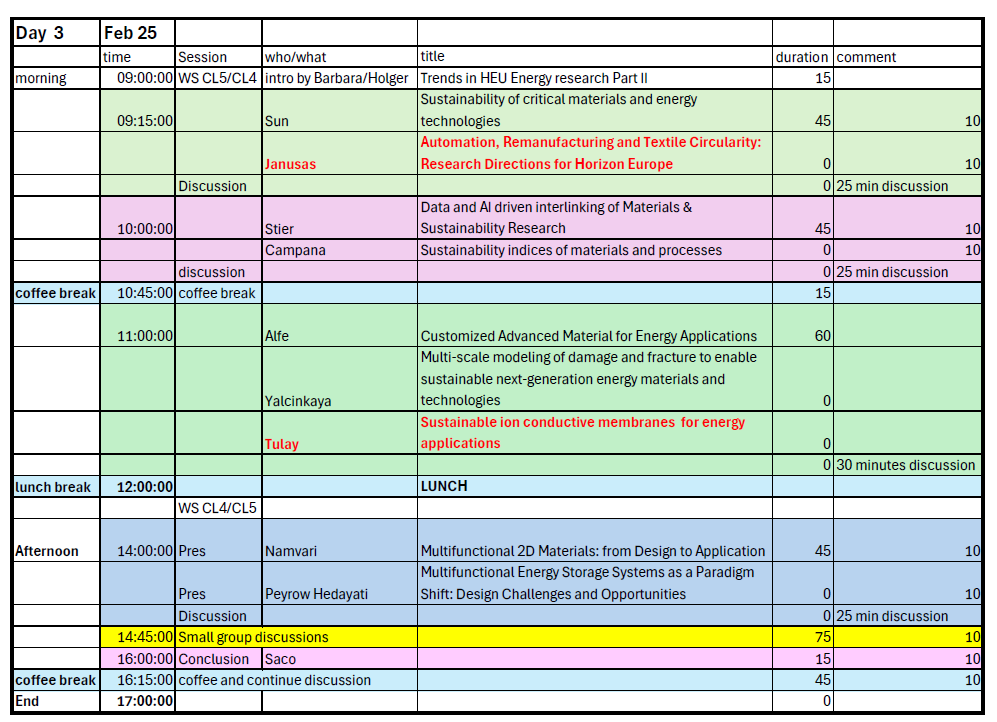 Day 3 Feb 25
time Session who/what title duration comment
morning 09:00:00 WS CL5/CL4 intro by Barbara/Holger Trends in HEU Energy research Part II 15
Sustainability of critical materials and energy
09:15:00 Sun technologies 45 10
Automation, Remanufacturing and Textile Circularity:
Janusas Research Directions for Horizon Europe 0 10
Discussion 0 25 min discussion
Data and AI driven interlinking of Materials &
10:00:00 Stier Sustainability Research 45 10
Campana Sustainability indices of materials and processes 0 10
discussion 0 25 min discussion
coffee break 10:45:00 coffee break 15
11:00:00 Alfe Customized Advanced Material for Energy Applications 60
Multi-scale modeling of damage and fracture to enable
sustainable next-generation energy materials and
Yalcinkaya technologies 0
Sustainable ion conductive membranes for energy
Tulay applications 0
0 30 minutes discussion
lunch break 12:00:00 LUNCH
WS CL4/CL5
Afternoon 14:00:00 Pres Namvari Multifunctional 2D Materials: from Design to Application 45 10
Multifunctional Energy Storage Systems as a Paradigm
Pres Peyrow Hedayati Shift: Design Challenges and Opportunities 0 10
Discussion 0 25 min discussion
14:45:00 Small group discussions 75 10
16:00:00 Conclusion Saco 15 10
coffee break 16:15:00 coffee and continue discussion 45 10
End 17:00:00 0